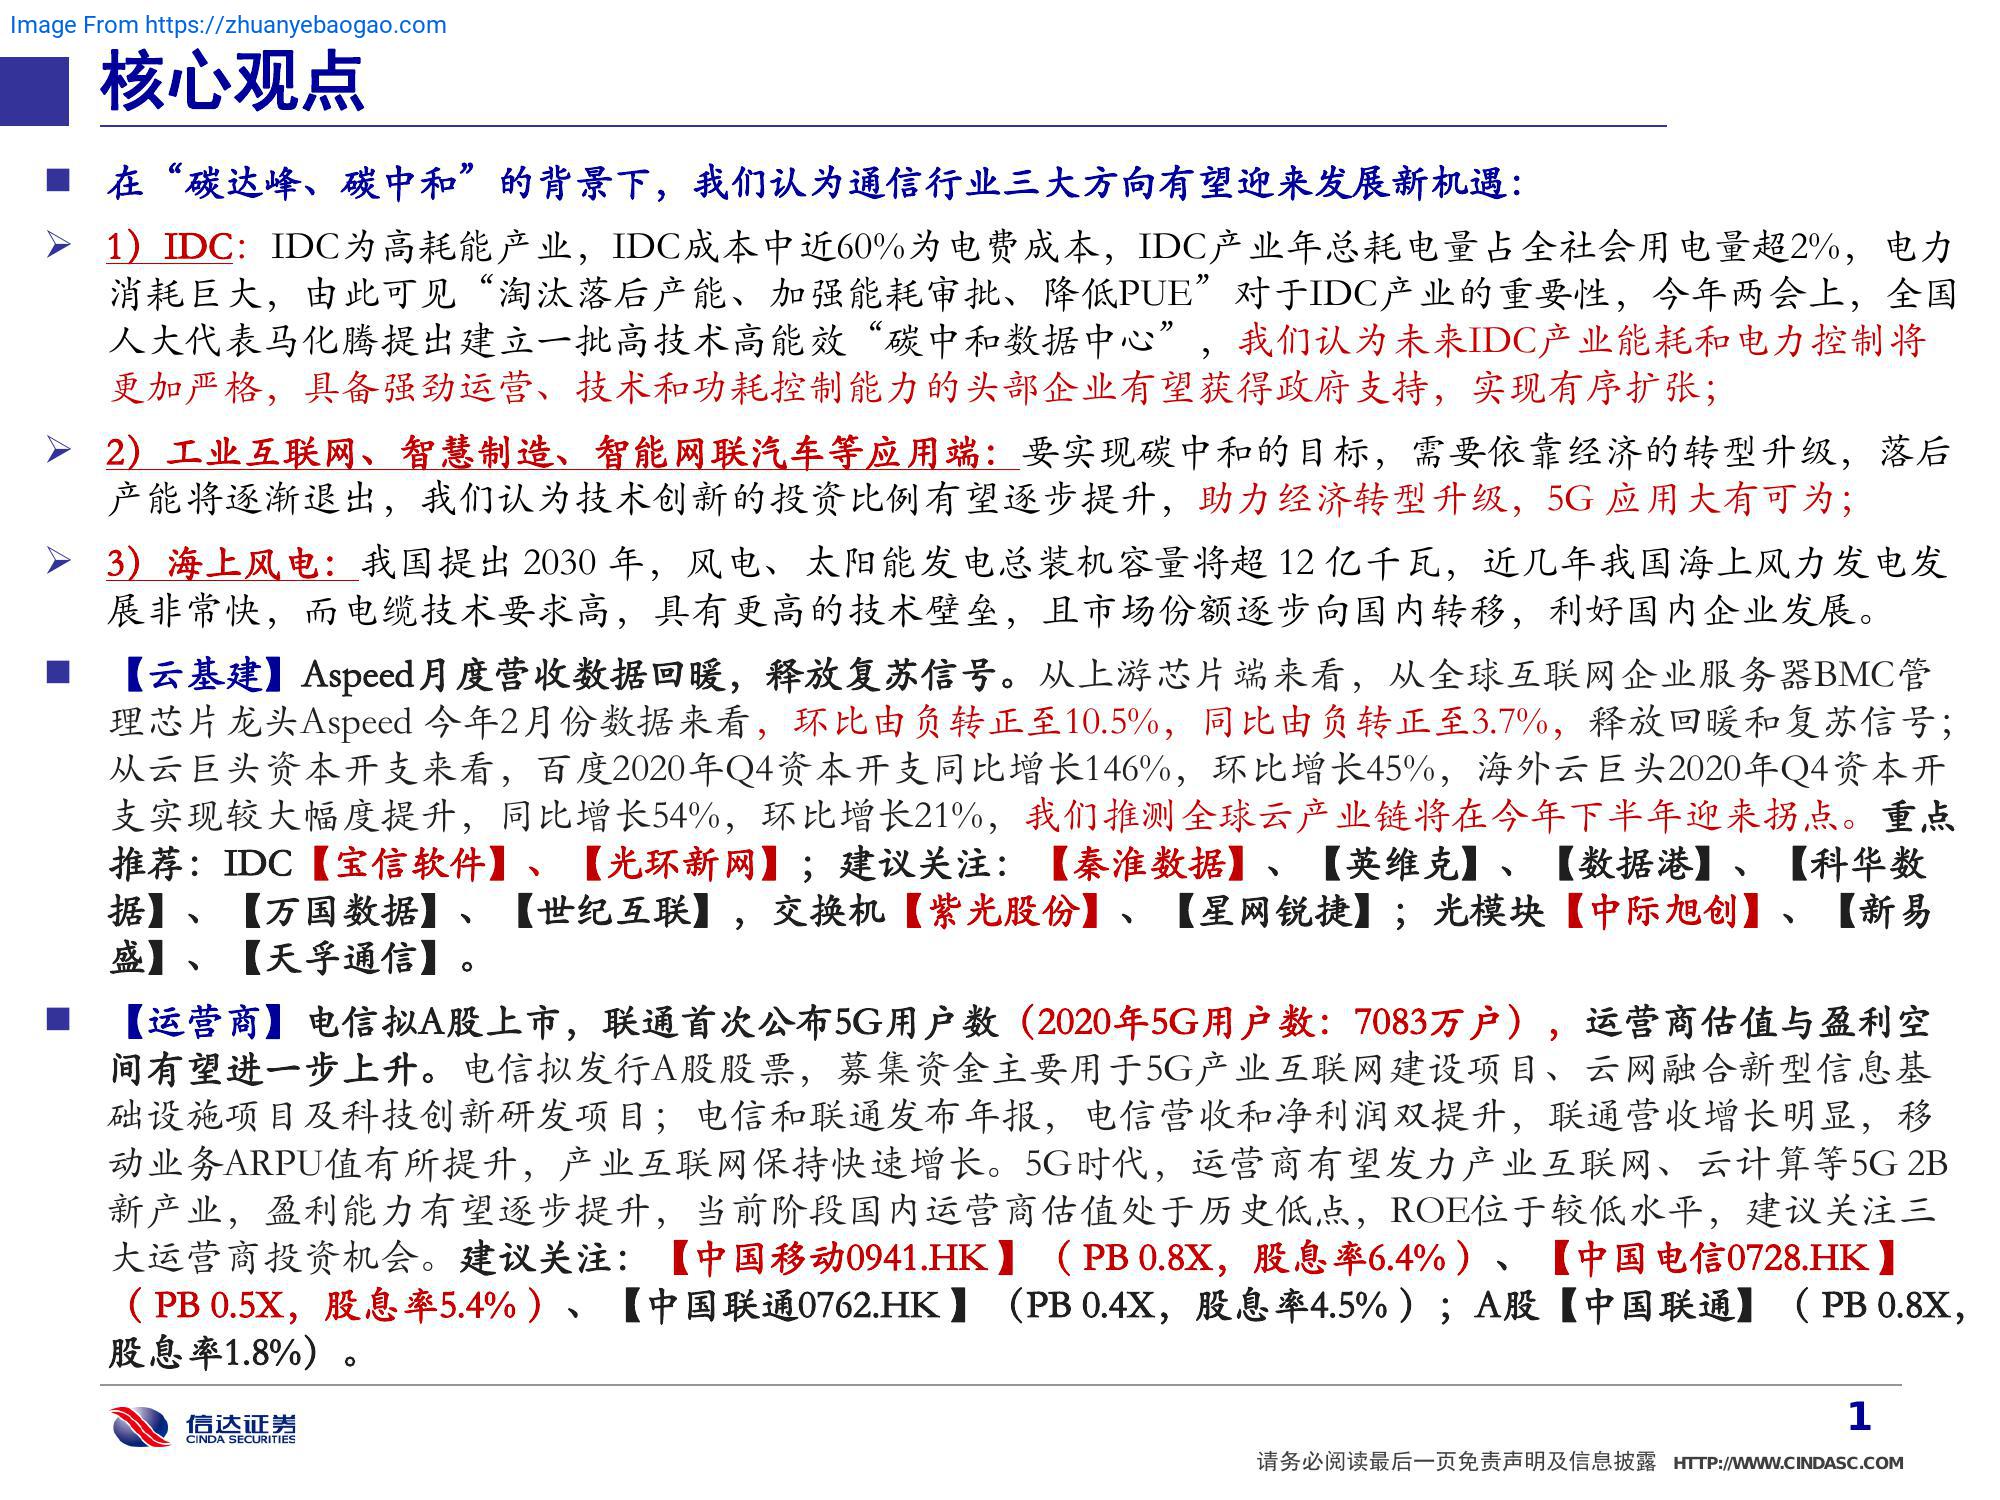 Image From https://zhuanyebaogao.com
核心观点
■ 在“碳达峰、碳中和”的背景下，我们认为通信行业三大方向有望迎来发展新机遇：
➢ 1）IDC：IDC为高耗能产业，IDC成本中近60%为电费成本，IDC产业年总耗电量占全社会用电量超2%，电力
消耗巨大，由此可见“淘汰落后产能、加强能耗审批、降低PUE”对于IDC产业的重要性，今年两会上，全国
人大代表马化腾提出建立一批高技术高能效“碳中和数据中心”，我们认为未来IDC产业能耗和电力控制将
更加严格，具备强劲运营、技术和功耗控制能力的头部企业有望获得政府支持，实现有序扩张；
➢ 2）工业互联网、智慧制造、智能网联汽车等应用端：要实现碳中和的目标，需要依靠经济的转型升级，落后
产能将逐渐退出，我们认为技术创新的投资比例有望逐步提升，助力经济转型升级，5G 应用大有可为；
➢ 3）海上风电：我国提出 2030 年，风电、太阳能发电总装机容量将超 12 亿千瓦，近几年我国海上风力发电发
展非常快，而电缆技术要求高，具有更高的技术壁垒，且市场份额逐步向国内转移，利好国内企业发展。
■ 【云基建】Aspeed月度营收数据回暖，释放复苏信号。从上游芯片端来看，从全球互联网企业服务器BMC管
理芯片龙头Aspeed 今年2月份数据来看，环比由负转正至10.5%，同比由负转正至3.7%，释放回暖和复苏信号；
从云巨头资本开支来看，百度2020年Q4资本开支同比增长146%，环比增长45%，海外云巨头2020年Q4资本开
支实现较大幅度提升，同比增长54%，环比增长21%，我们推测全球云产业链将在今年下半年迎来拐点。重点
推荐：IDC【宝信软件】、【光环新网】；建议关注：【秦淮数据】、【英维克】、【数据港】、【科华数
据】、【万国数据】、【世纪互联】，交换机【紫光股份】、【星网锐捷】；光模块【中际旭创】、【新易
盛】、【天孚通信】。
■ 【运营商】电信拟A股上市，联通首次公布5G用户数（2020年5G用户数：7083万户），运营商估值与盈利空
间有望进一步上升。电信拟发行A股股票，募集资金主要用于5G产业互联网建设项目、云网融合新型信息基
础设施项目及科技创新研发项目；电信和联通发布年报，电信营收和净利润双提升，联通营收增长明显，移
动业务ARPU值有所提升，产业互联网保持快速增长。5G时代，运营商有望发力产业互联网、云计算等5G 2B
新产业，盈利能力有望逐步提升，当前阶段国内运营商估值处于历史低点，ROE位于较低水平，建议关注三
大运营商投资机会。建议关注：【中国移动0941.HK 】（ PB 0.8X，股息率6.4% ）、【中国电信0728.HK 】
（ PB 0.5X，股息率5.4% ）、【中国联通0762.HK 】（PB 0.4X，股息率4.5% ）；A股【中国联通】（ PB 0.8X，
股息率1.8%）。
信达证券
CINDA SECURITIES
1
请务必阅读最后一页免责声明及信息披露 HTTP://WWW.CINDASC.COM